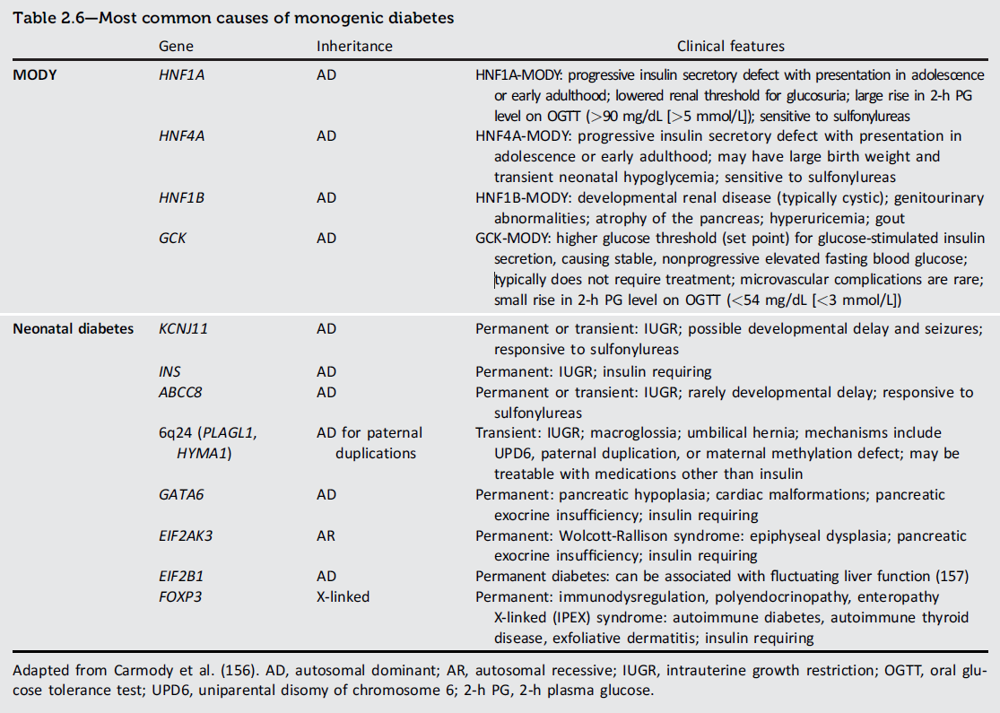 Table 2.6—Most common causes of monogenic diabetes
Gene Inheritance Clinical features
MODY HNF1A AD HNF1A-MODY: progressive insulin secretory defect with presentation in adolescence
or early adulthood; lowered renal threshold for glucosuria; large rise in 2-h PG
level on OGTT (>90 mg/dL [>5 mmol/L]); sensitive to sulfonylureas
HNF4A AD HNF4A-MODY: progressive insulin secretory defect with presentation in
adolescence or early adulthood; may have large birth weight and
transient neonatal hypoglycemia; sensitive to sulfonylureas
HNF1B AD HNF1B-MODY: developmental renal disease (typically cystic); genitourinary
abnormalities; atrophy of the pancreas; hyperuricemia; gout
GCK AD GCK-MODY: higher glucose threshold (set point) for glucose-stimulated insulin
secretion, causing stable, nonprogressive elevated fasting blood glucose;
typically does not require treatment; microvascular complications are rare;
small rise in 2-h PG level on OGTT (<54 mg/dL [<3 mmol/L])
Neonatal diabetes KCNJ11 AD Permanent or transient: IUGR; possible developmental delay and seizures;
responsive to sulfonylureas
INS AD Permanent: IUGR; insulin requiring
ABCC8 AD Permanent or transient: IUGR; rarely developmental delay; responsive to
sulfonylureas
6q24 (PLAGL1, AD for paternal Transient: IUGR; macroglossia; umbilical hernia; mechanisms include
HYMA1) duplications UPD6, paternal duplication, or maternal methylation defect; may be
treatable with medications other than insulin
GATA6 AD Permanent: pancreatic hypoplasia; cardiac malformations; pancreatic
exocrine insufficiency; insulin requiring
EIF2AK3 AR Permanent: Wolcott-Rallison syndrome: epiphyseal dysplasia; pancreatic
exocrine insufficiency; insulin requiring
EIF2B1 AD Permanent diabetes: can be associated with fluctuating liver function (157)
FOXP3 X-linked Permanent: immunodysregulation, polyendocrinopathy, enteropathy
X-linked (IPEX) syndrome: autoimmune diabetes, autoimmune thyroid
disease, exfoliative dermatitis; insulin requiring
Adapted from Carmody et al. (156). AD, autosomal dominant; AR, autosomal recessive; IUGR, intrauterine growth restriction; OGTT, oral glu-
cose tolerance test; UPD6, uniparental disomy of chromosome 6; 2-h PG, 2-h plasma glucose.